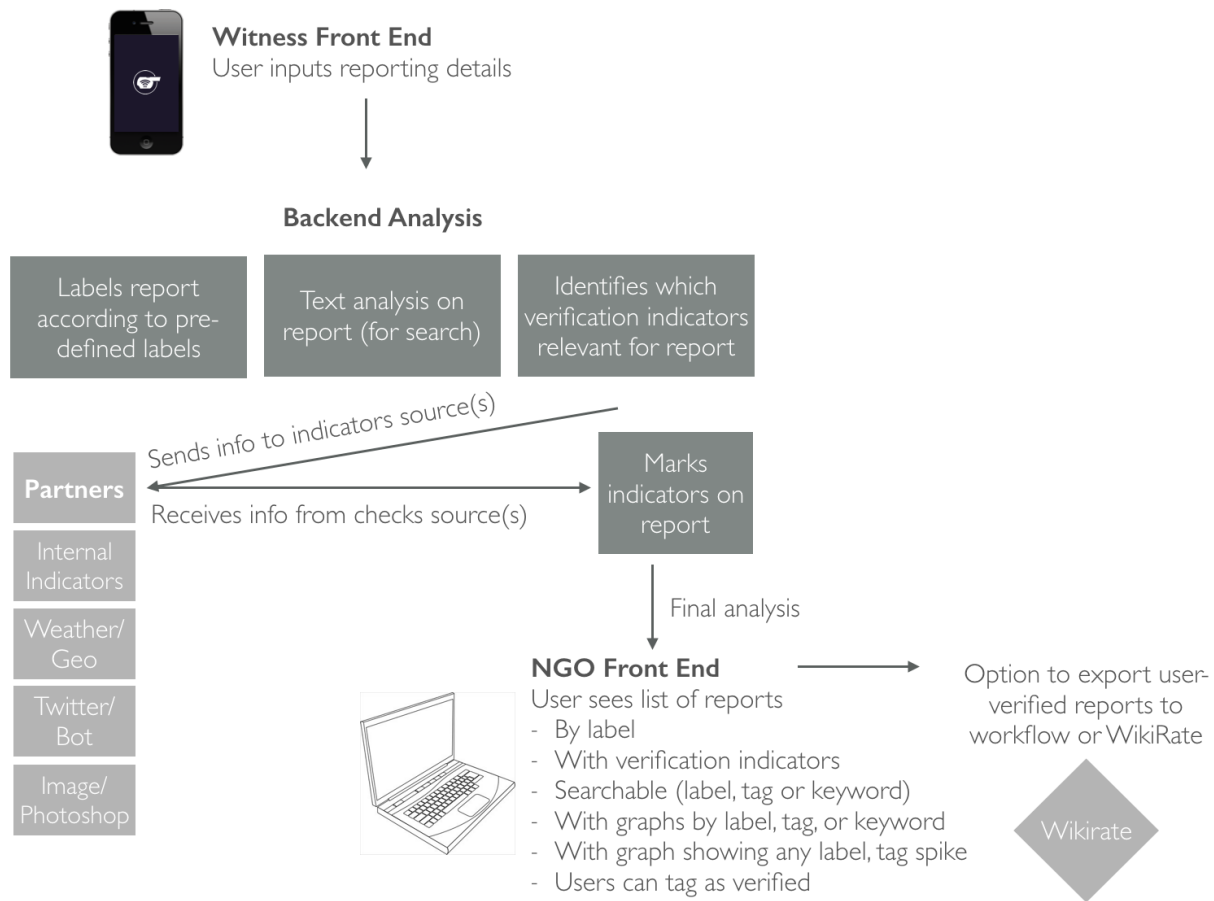 Witness Front End
User inputs reporting details
Backend Analysis
Labels report
according to pre-
defined labels
Text analysis on
report (for search)
Identifies which
verification indicators
relevant for report
Sends info to indicators source(s)
Partners
Receives info from checks source(s)
Marks
indicators on
report
Internal
Indicators
Weather/
Geo
Twitter/
Bot
Image/
Photoshop
Final analysis
NGO Front End
User sees list of reports
- By label
- With verification indicators
- Searchable (label, tag or keyword)
- With graphs by label, tag, or keyword
- With graph showing any label, tag spike
- Users can tag as verified
Option to export user-
verified reports to
workflow or WikiRate
Wikirate